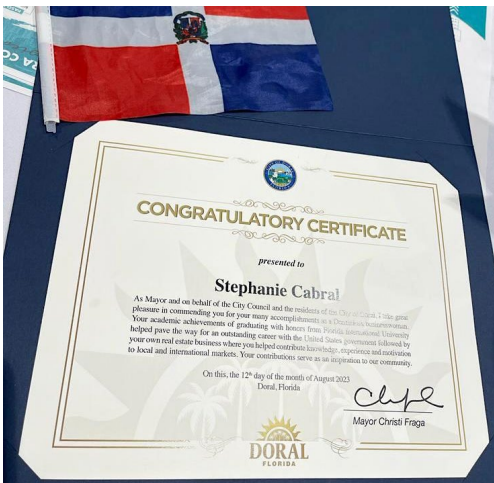 CONGRATULATORY CERTIFICATE
presented to
Stephanie Cabral
As Mayor and on behalf of the City Council and the residents of the City of Doral, I take great
pleasure in commending you for your many accomplishments as a Dominican businesswoman.
Your academic achievements of graduating with honors from Florida International University
helped pave the way for an outstanding career with the United States government followed by
your own real estate business where you helped contribute knowledge, experience and motivation
to local and international markets. Your contributions serve as an inspiration to our community.
On this, the 12th day of the month of August 2023
Doral, Florida
Mayor Christi Fraga
DORAL
FLORIDA